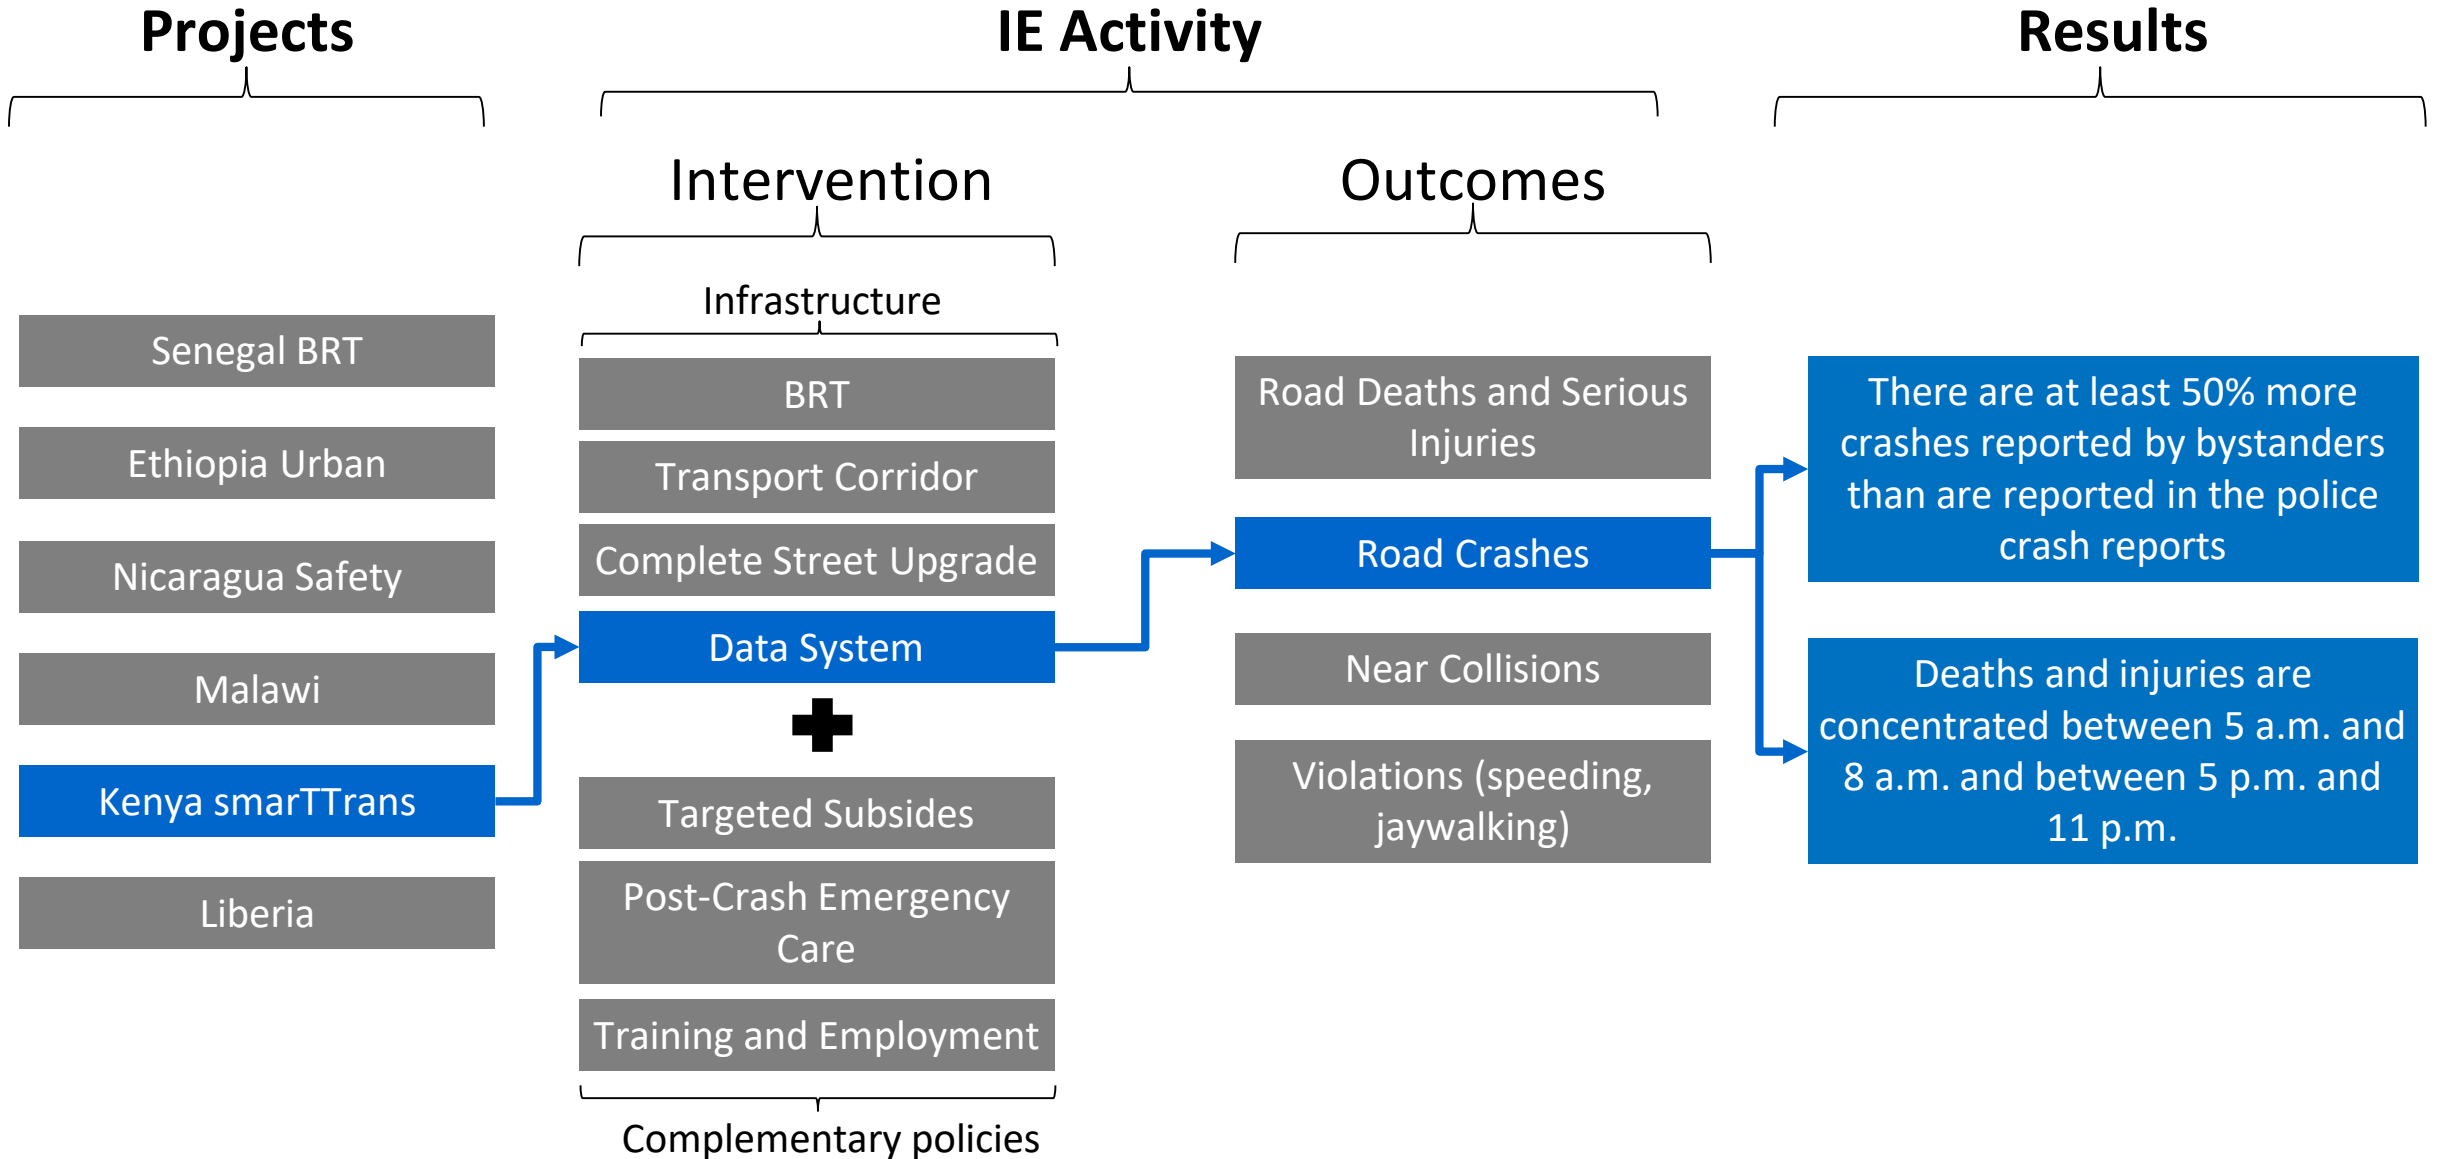 Projects
IE Activity
Results
Intervention
Outcomes
Infrastructure
Senegal BRT
Ethiopia Urban
Nicaragua Safety
Malawi
Kenya smarTTrans
Liberia
BRT
Transport Corridor
Complete Street Upgrade
Data System
Targeted Subsides
Post-Crash Emergency
Care
Training and Employment
Complementary policies
Road Deaths and Serious
Injuries
Road Crashes
Near Collisions
Violations (speeding,
jaywalking)
There are at least 50% more
crashes reported by bystanders
than are reported in the police
crash reports
Deaths and injuries are
concentrated between 5 a.m. and
8 a.m. and between 5 p.m. and
11 p.m.